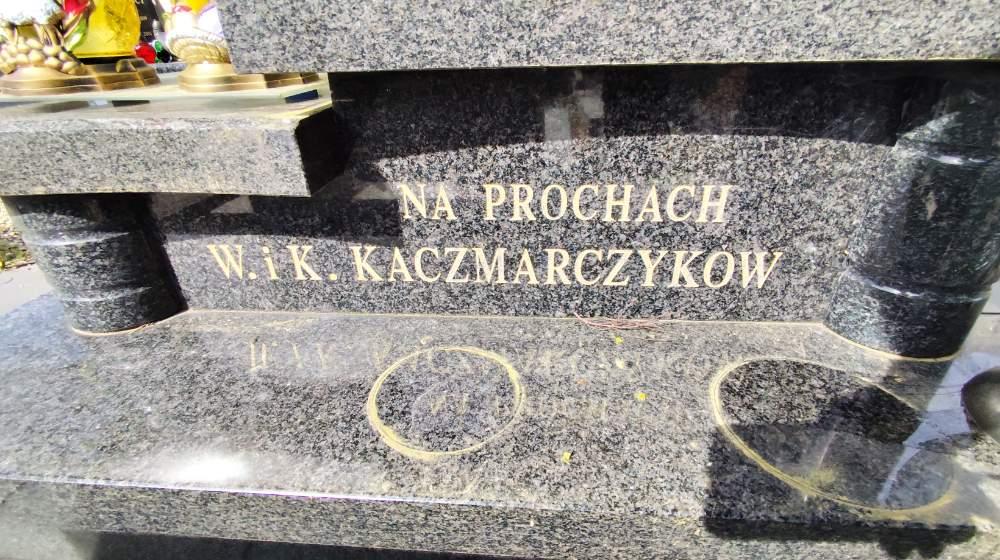 NA PROCHACH
W. i K. KACZMARCZYKÓW